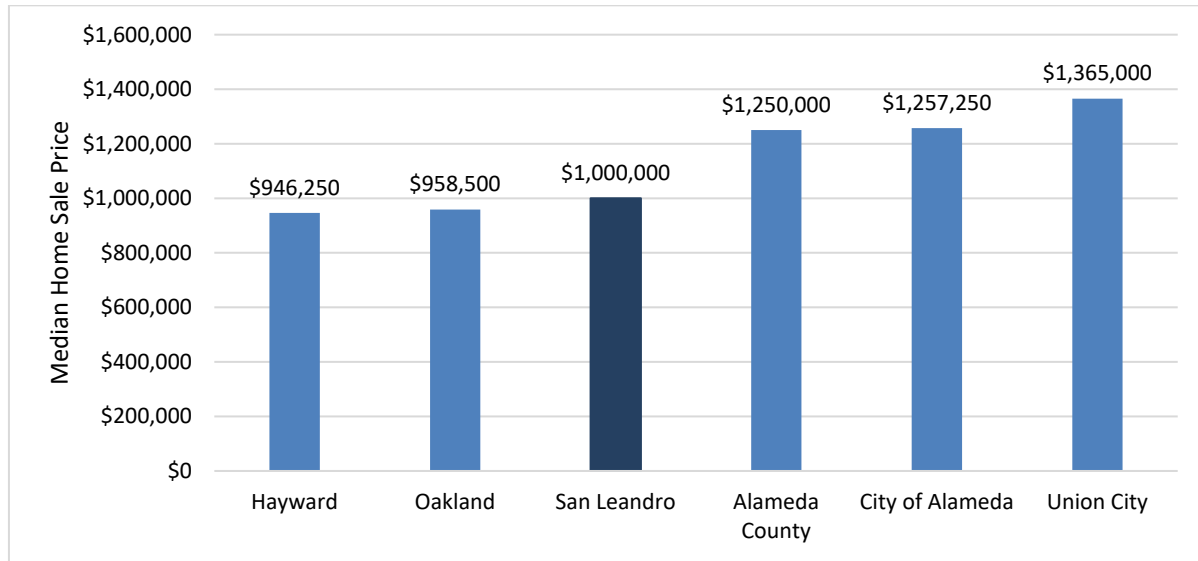 $1,600,000
$1,400,000
$1,200,000
$1,000,000
$800,000
$600,000
$400,000
$200,000
$0
Median Home Sale Price
$946,250
$958,500
$1,000,000
$1,250,000
$1,257,250
$1,365,000
Hayward
Oakland
San Leandro
Alameda
County
City of Alameda
Union City